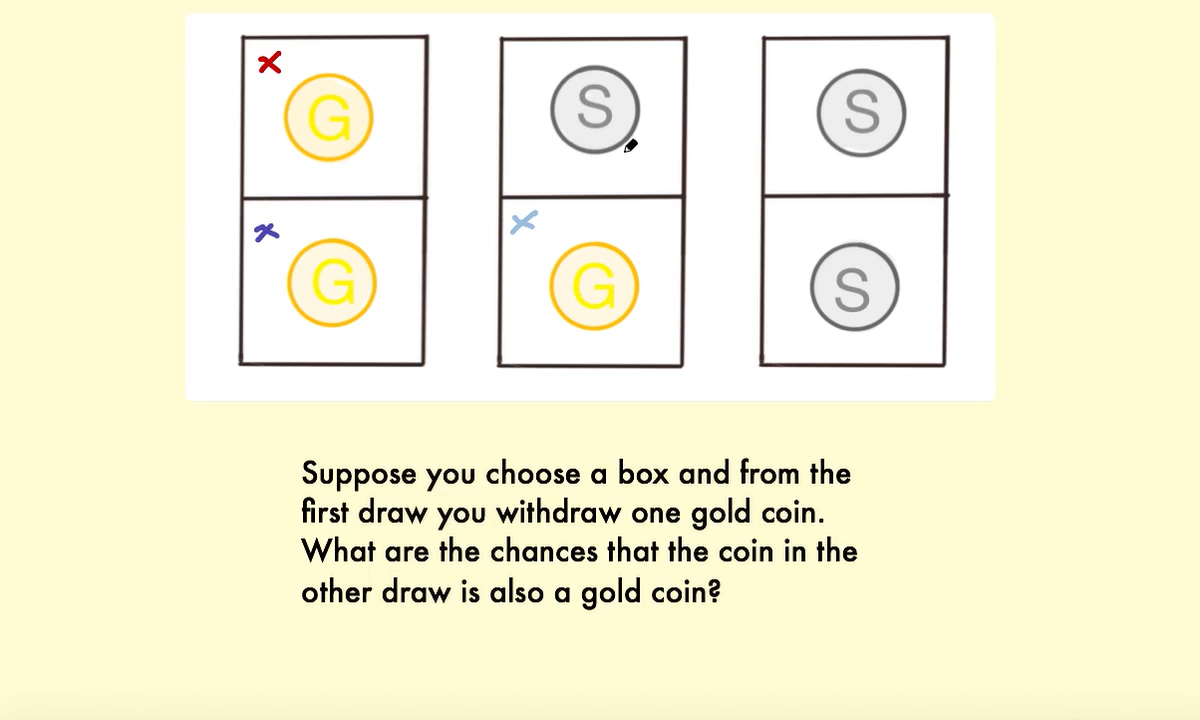 G S S
G G S
Suppose you choose a box and from the
first draw you withdraw one gold coin.
What are the chances that the coin in the
other draw is also a gold coin?